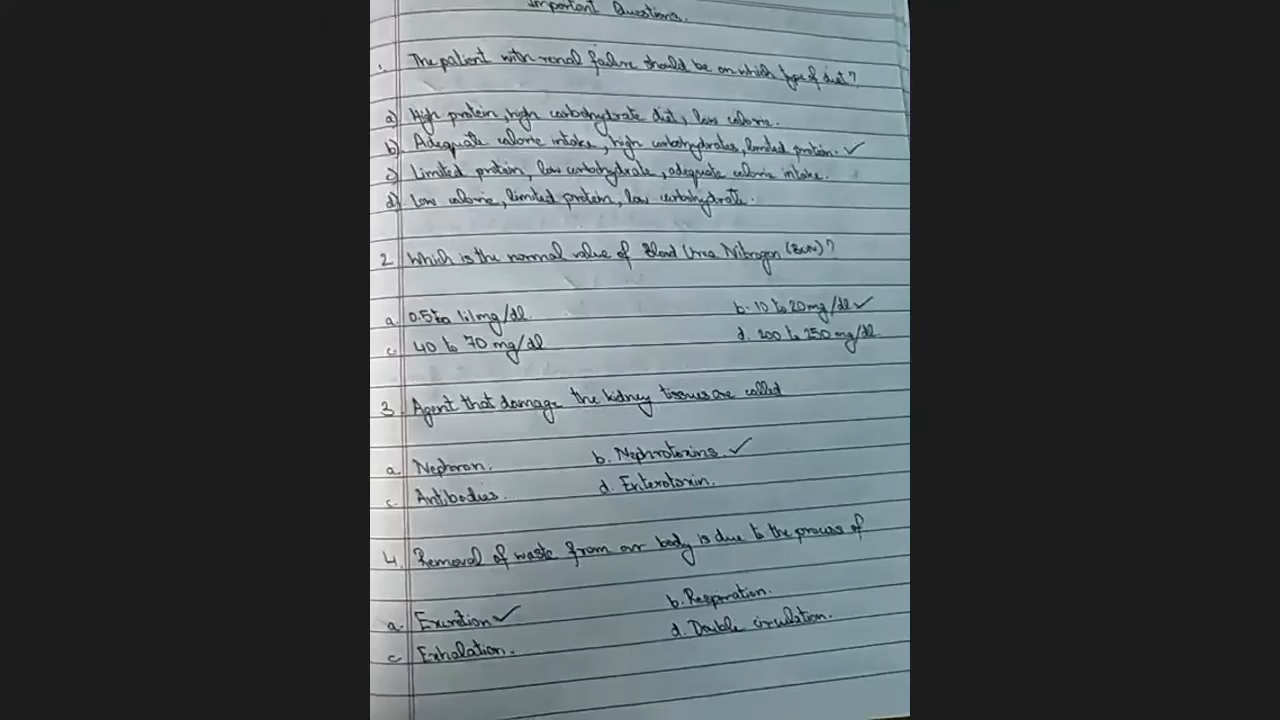 Important Questions.
1. The patient with renal failure should be on which type of diet?
a) High protein, high carbohydrate diet, low calorie.
b) Adequate calorie intake, high carbohydrates, limited protein. ✓
c) Limited protein, low carbohydrate, adequate calorie intake.
d) Low calorie, limited protein, low carbohydrate.
2. Which is the normal value of Blood Urea Nitrogen (BUN)?
a. 0.5 to 1.1 mg/dl. b. 10 to 20 mg/dl ✓
c. 40 to 70 mg/dl d. 200 to 250 mg/dl.
3. Agent that damage the kidney tissues are called
a. Nephron. b. Nephrotoxins ✓
c. Antibodies. d. Enterotoxin.
4. Removal of waste from our body is due to the process of
a. Excretion ✓ b. Respiration.
c. Exhalation. d. Double circulation.